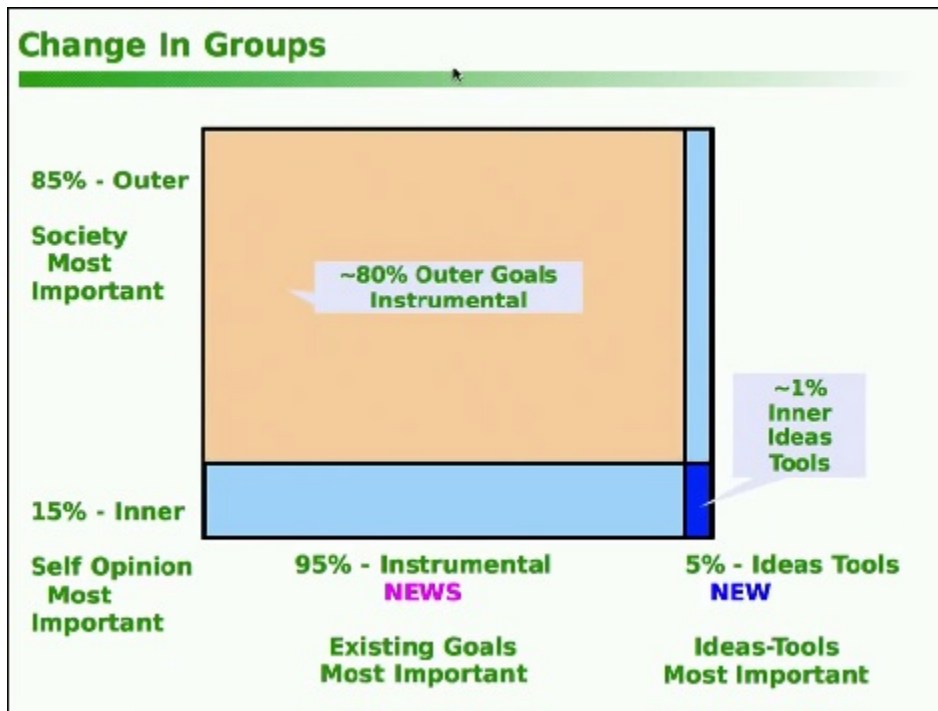 Change In Groups
85% - Outer
Society
Most
Important
~80% Outer Goals
Instrumental
~1%
Inner
Ideas
Tools
15% - Inner
Self Opinion
Most
Important
95% - Instrumental
NEWS
Existing Goals
Most Important
5% - Ideas Tools
NEW
Ideas-Tools
Most Important